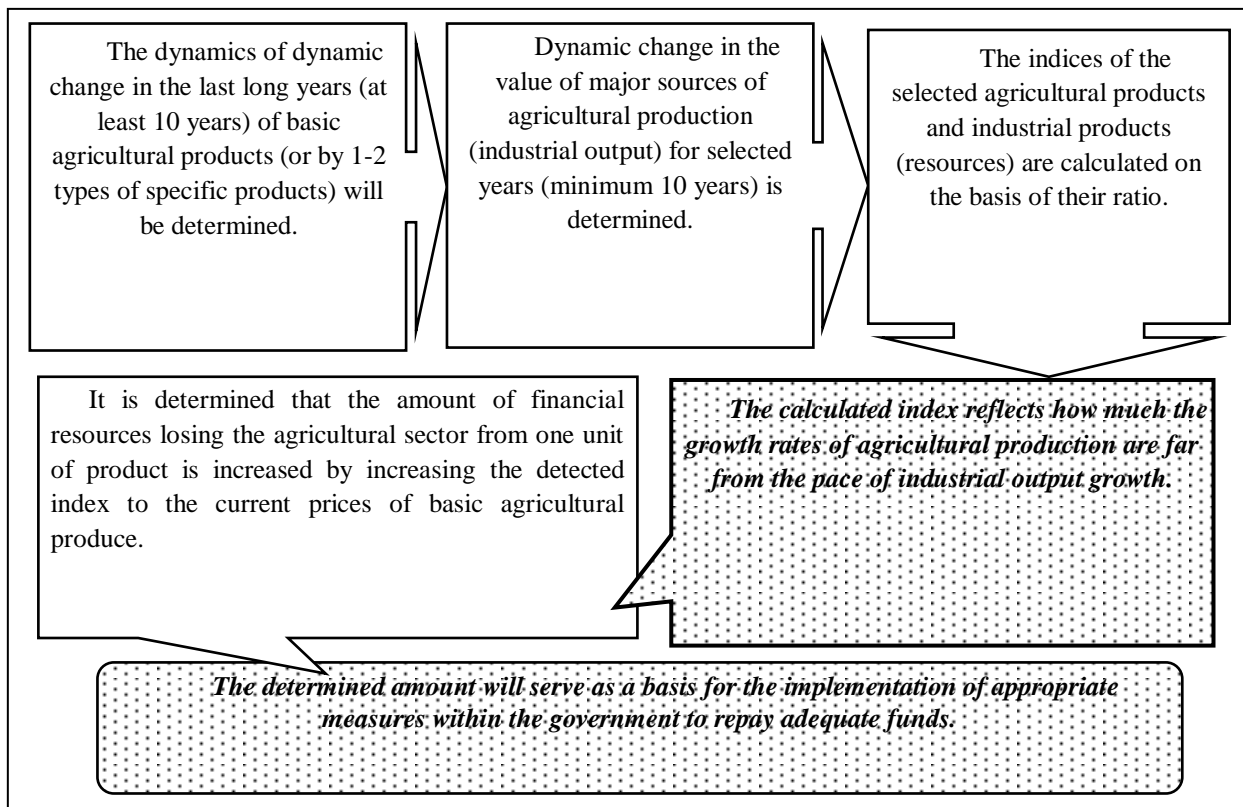 The dynamics of dynamic
change in the last long years (at
least 10 years) of basic
agricultural products (or by 1-2
types of specific products) will
be determined.
Dynamic change in the
value of major sources of
agricultural production
(industrial output) for selected
years (minimum 10 years) is
determined.
The indices of the
selected agricultural products
and industrial products
(resources) are calculated on
the basis of their ratio.
The calculated index reflects how much the
growth rates of agricultural production are far
from the pace of industrial output growth.
It is determined that the amount of financial
resources losing the agricultural sector from one unit
of product is increased by increasing the detected
index to the current prices of basic agricultural
produce.
The determined amount will serve as a basis for the implementation of appropriate
measures within the government to repay adequate funds.